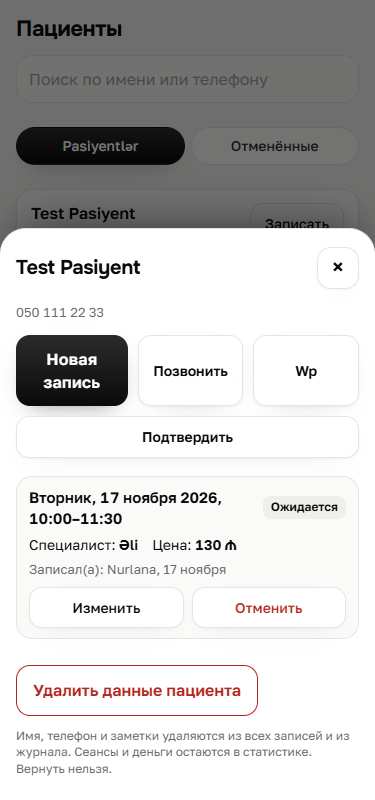 Пациенты
Поиск по имени или телефону
Pasiyentlər
Отменённые
Test Pasiyent
Записать
Test Pasiyent
×
050 111 22 33
Новая
запись
Позвонить
Wp
Подтвердить
Вторник, 17 ноября 2026,
10:00–11:30
Ожидается
Специалист: Əli Цена: 130 ₼
Записал(а): Nurlana, 17 ноября
Изменить
Отменить
Удалить данные пациента
Имя, телефон и заметки удаляются из всех записей и из
журнала. Сеансы и деньги остаются в статистике.
Вернуть нельзя.